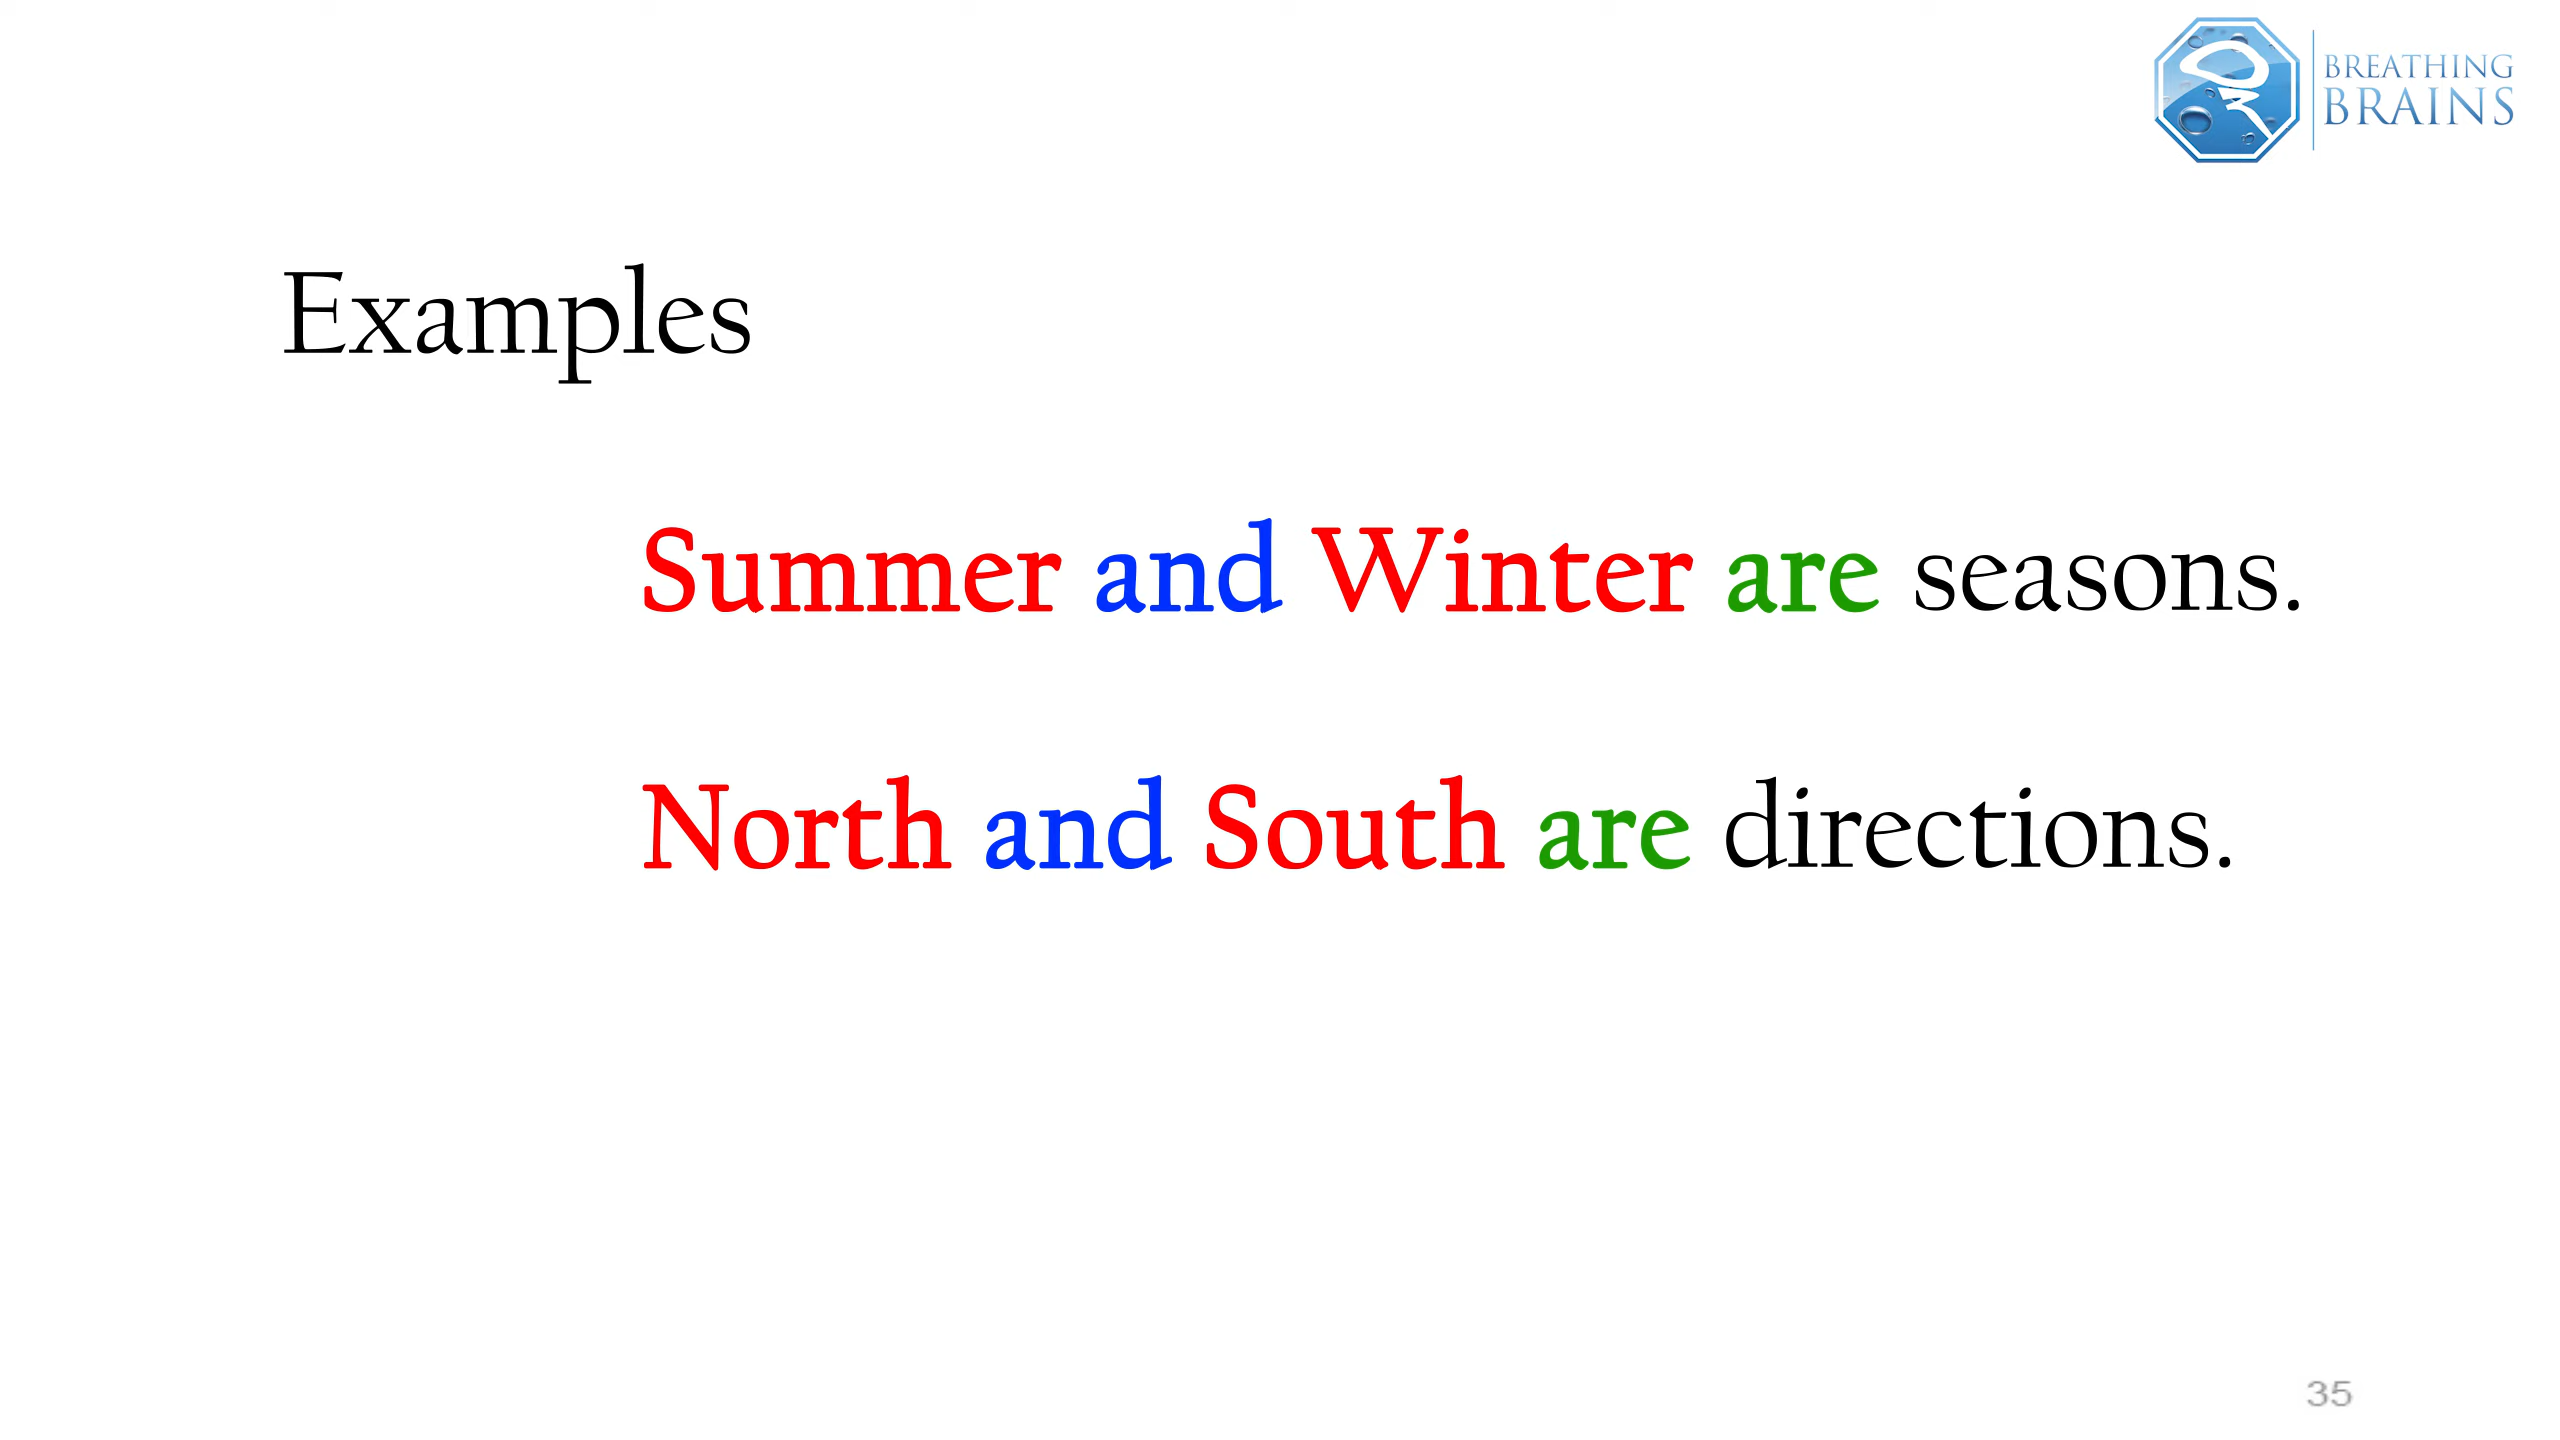 BREATHING
BRAINS
Examples
Summer and Winter are seasons.
North and South are directions.
35